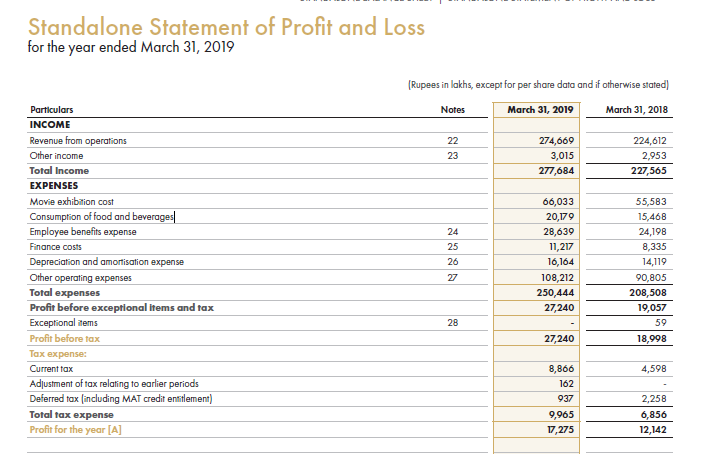 Standalone Statement of Profit and Loss
for the year ended March 31, 2019
(Rupees in lakhs, except for per share data and if otherwise stated)
Particulars Notes March 31, 2019 March 31, 2018
INCOME
Revenue from operations 22 274,669 224,612
Other income 23 3,015 2,953
Total Income 277,684 227,565
EXPENSES
Movie exhibition cost 66,033 55,583
Consumption of food and beverages 20,179 15,468
Employee benefits expense 24 28,639 24,198
Finance costs 25 11,217 8,335
Depreciation and amortisation expense 26 16,164 14,119
Other operating expenses 27 108,212 90,805
Total expenses 250,444 208,508
Profit before exceptional items and tax 27,240 19,057
Exceptional items 28 - 59
Profit before tax 27,240 18,998
Tax expense:
Current tax 8,866 4,598
Adjustment of tax relating to earlier periods 162 -
Deferred tax (including MAT credit entitlement) 937 2,258
Total tax expense 9,965 6,856
Profit for the year [A] 17,275 12,142